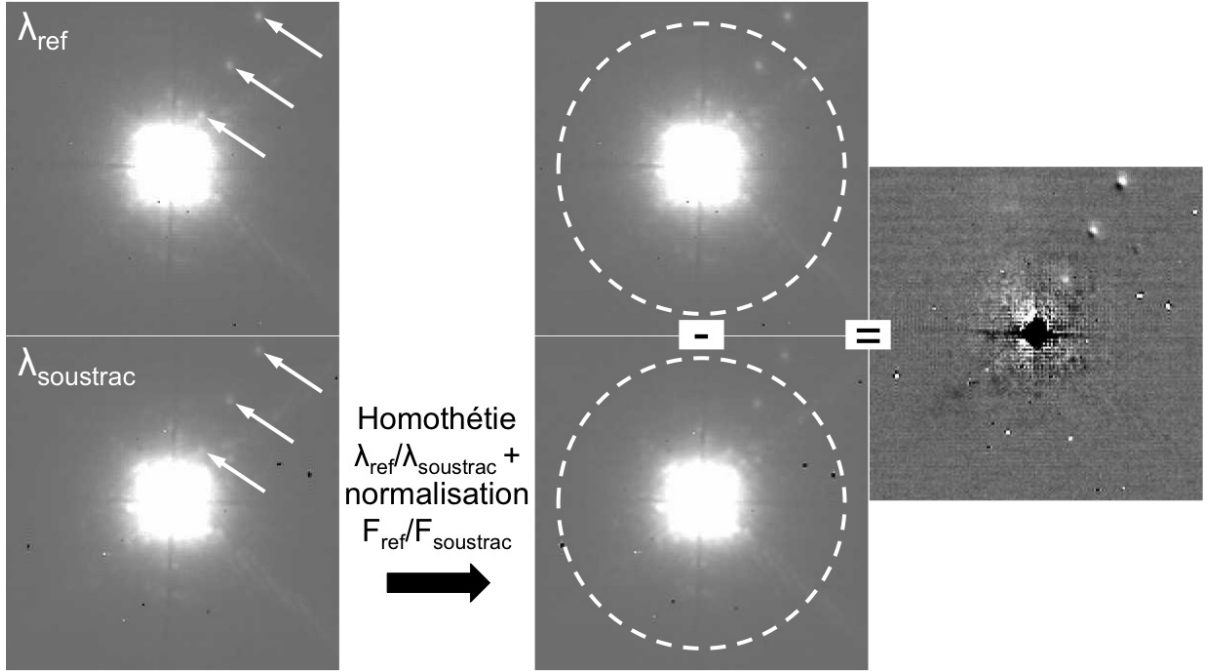 λref
λsoustrac
Homothétie
λref/λsoustrac +
normalisation
Fref/Fsoustrac
-
=